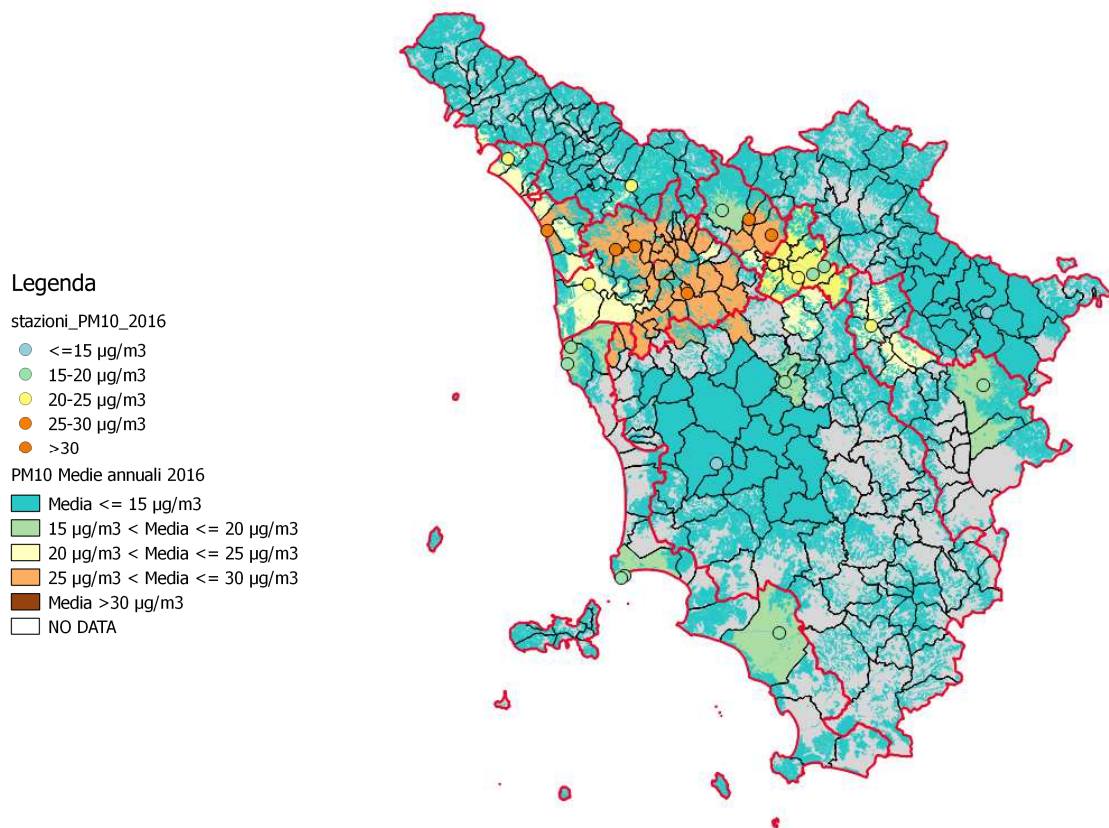 Legenda
stazioni_PM10_2016
<=15 µg/m3
15-20 µg/m3
20-25 µg/m3
25-30 µg/m3
>30
PM10 Medie annuali 2016
Media <= 15 µg/m3
15 µg/m3 < Media <= 20 µg/m3
20 µg/m3 < Media <= 25 µg/m3
25 µg/m3 < Media <= 30 µg/m3
Media >30 µg/m3
NO DATA